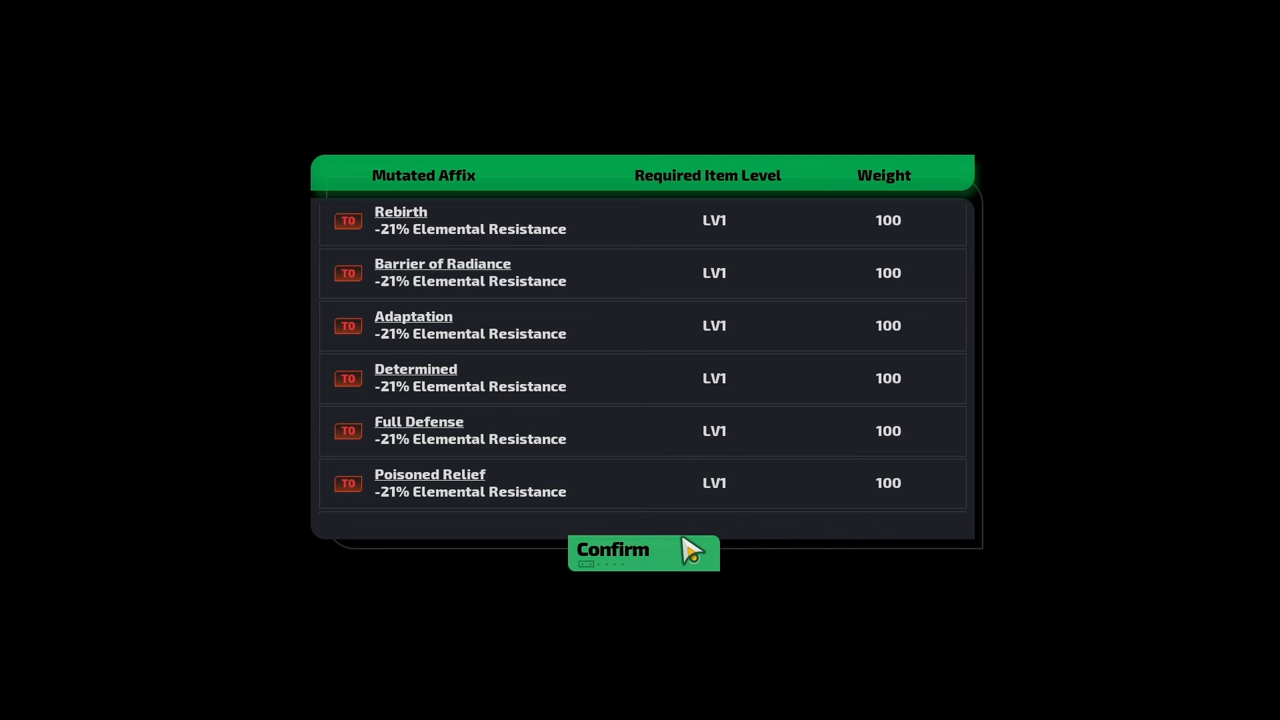 Mutated Affix Required Item Level Weight
T0 Rebirth
-21% Elemental Resistance LV1 100
T0 Barrier of Radiance
-21% Elemental Resistance LV1 100
T0 Adaptation
-21% Elemental Resistance LV1 100
T0 Determined
-21% Elemental Resistance LV1 100
T0 Full Defense
-21% Elemental Resistance LV1 100
T0 Poisoned Relief
-21% Elemental Resistance LV1 100
Confirm